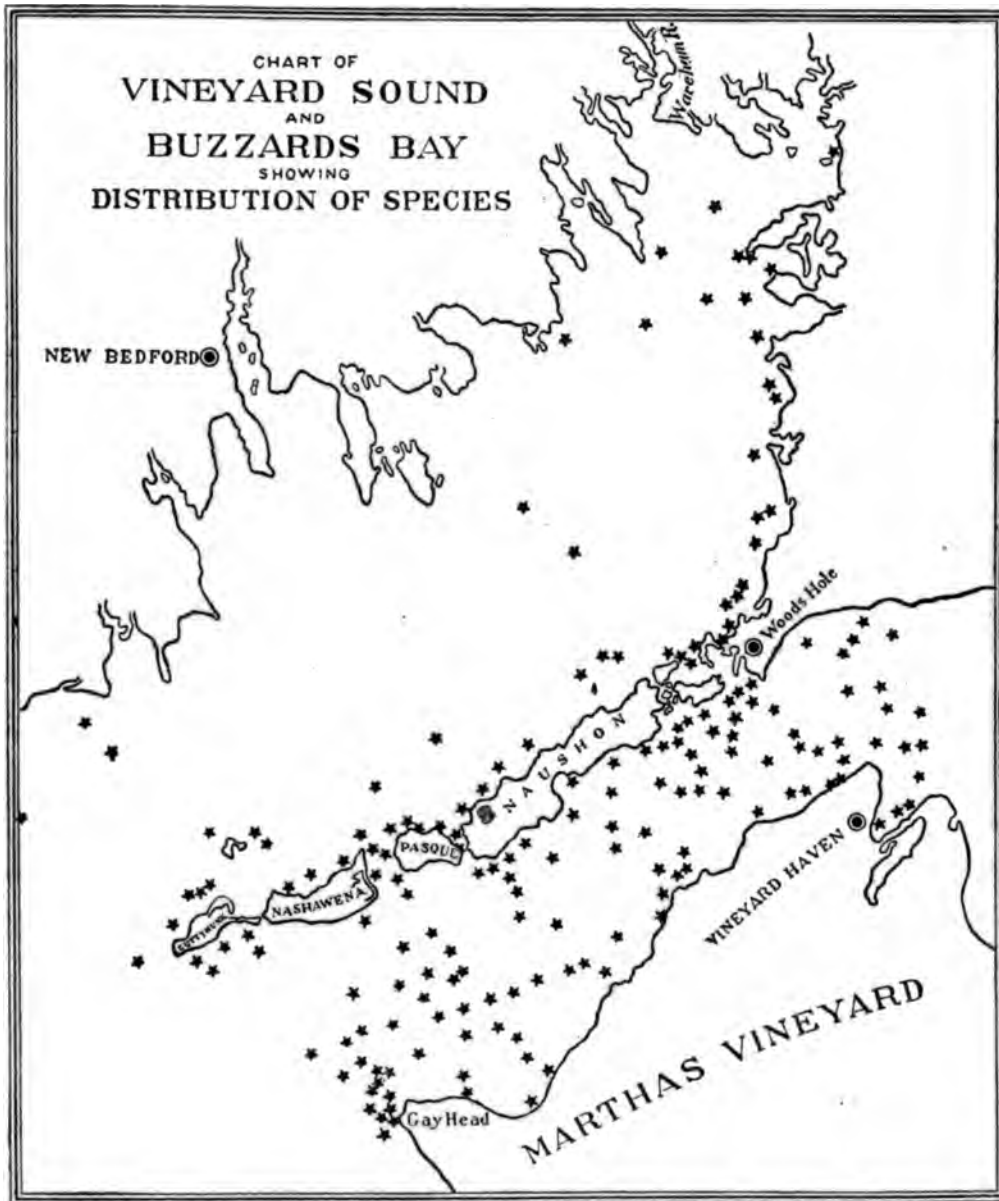 CHART OF
VINEYARD SOUND
AND
BUZZARDS BAY
SHOWING
DISTRIBUTION OF SPECIES
Wareham R.
NEW BEDFORD
Woods Hole
NAUSHON
PASQUE
NASHAWENA
CUTTYHUNK
VINEYARD HAVEN
MARTHAS VINEYARD
Gay Head